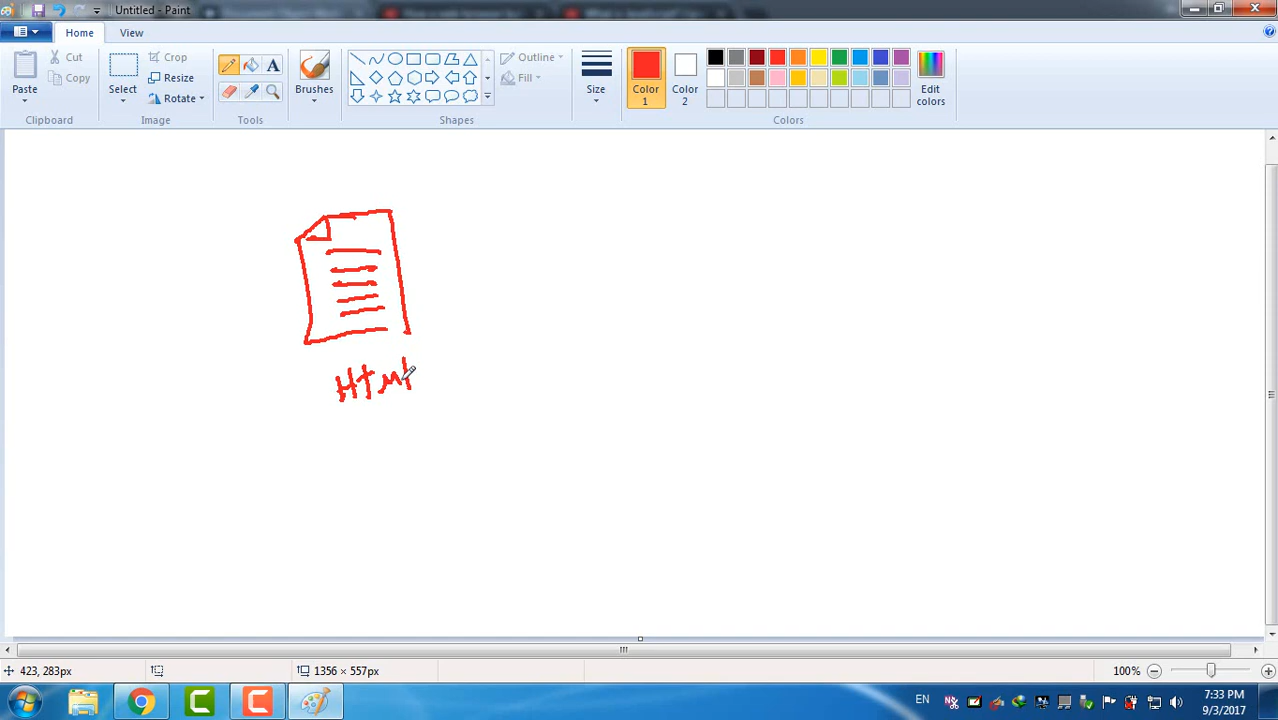 Untitled - Paint
Home View
Paste
Cut
Copy
Clipboard
Select
Crop
Resize
Rotate
Image
Tools
Brushes
Shapes
Outline
Fill
Size
Color 1
Color 2
Colors
Edit colors
Html
423, 283px
1356 × 557px
100%
EN
7:33 PM
9/3/2017